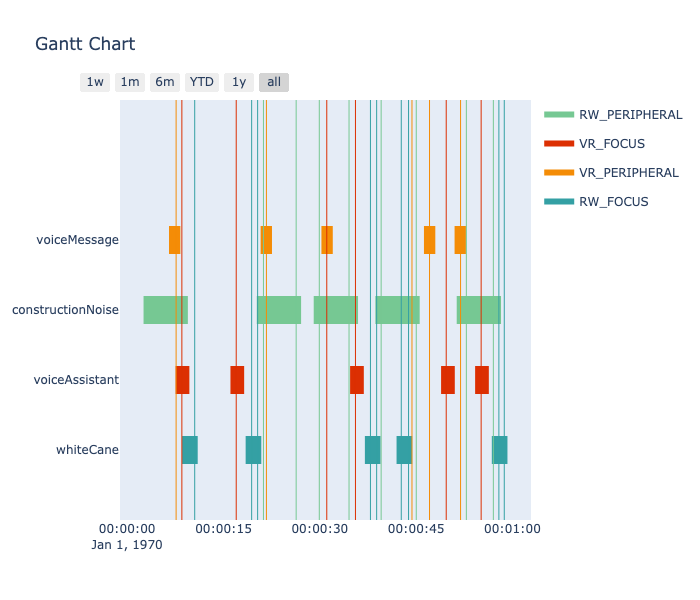 Gantt Chart
1w 1m 6m YTD 1y all
RW_PERIPHERAL
VR_FOCUS
VR_PERIPHERAL
RW_FOCUS
voiceMessage
constructionNoise
voiceAssistant
whiteCane
00:00:00 00:00:15 00:00:30 00:00:45 00:01:00
Jan 1, 1970